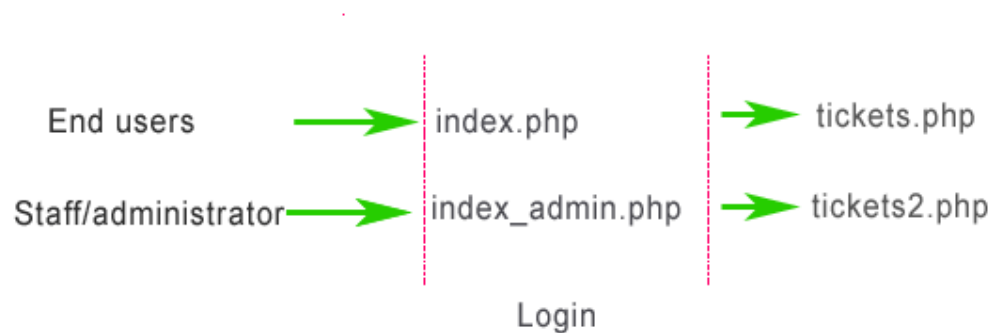 End users index.php tickets.php
Staff/administrator index_admin.php tickets2.php
Login